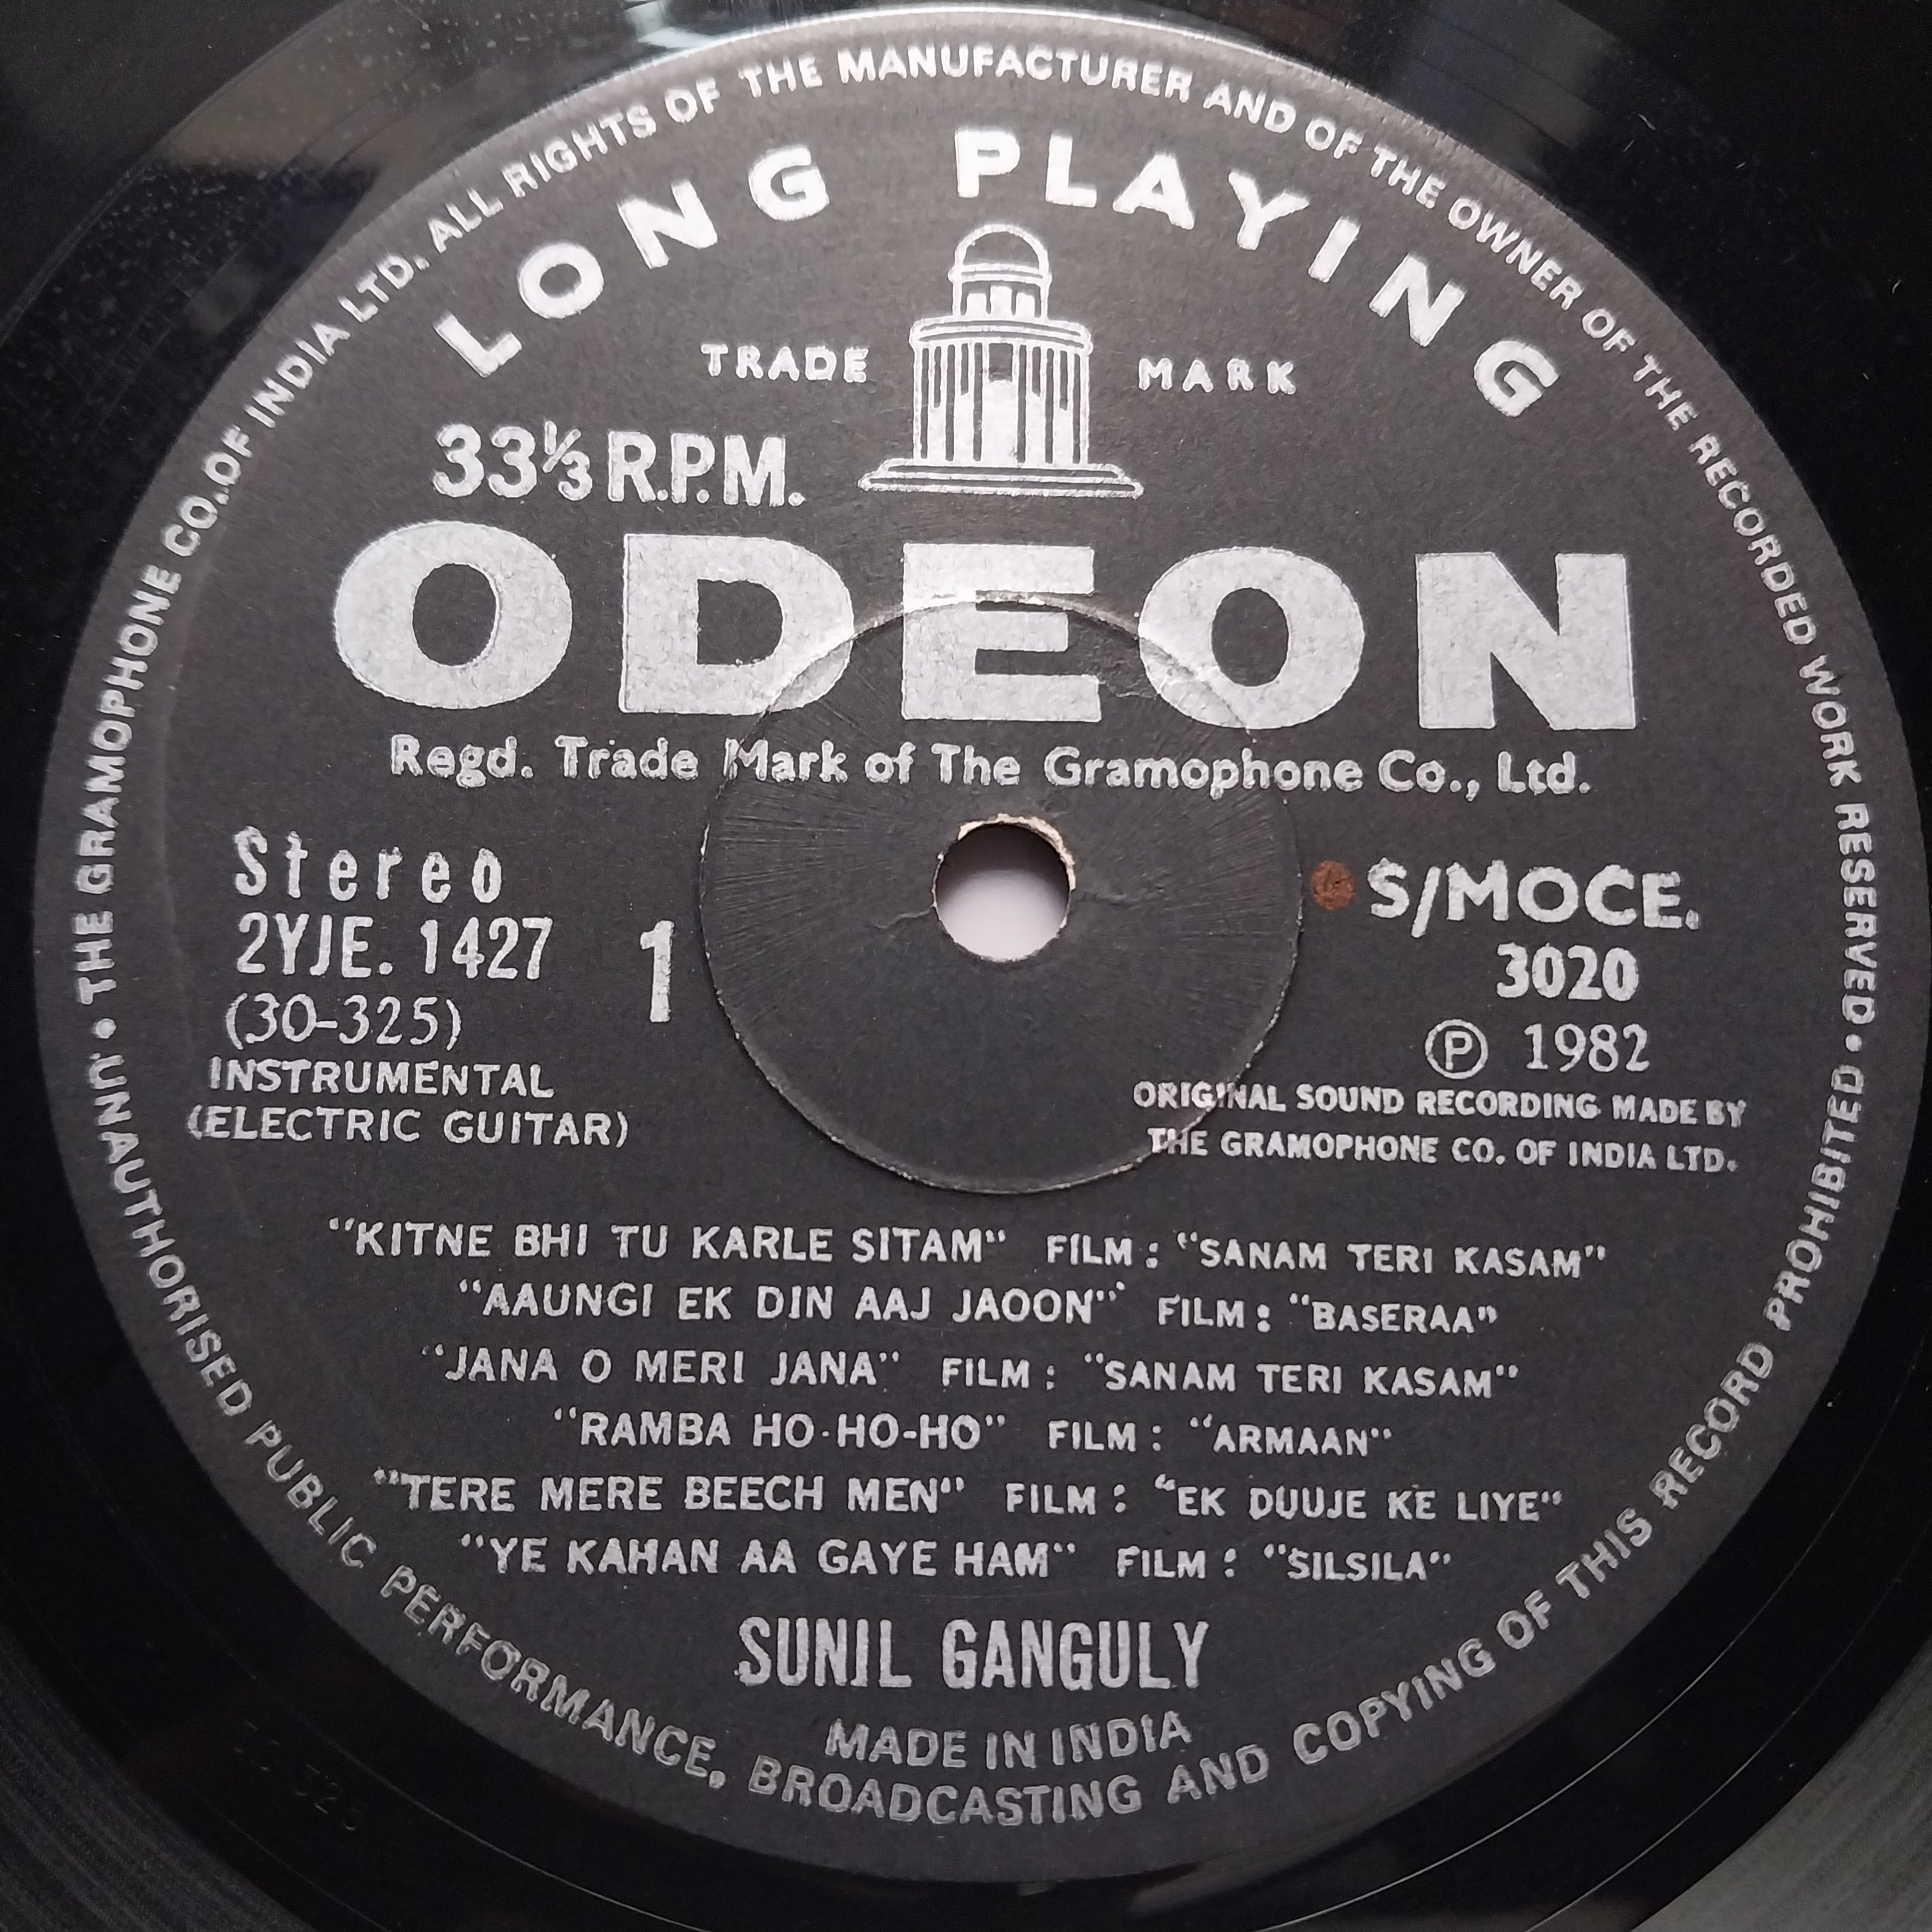 THE GRAMOPHONE CO. OF INDIA LTD. ALL RIGHTS OF THE MANUFACTURER AND OF THE OWNER OF THE RECORDED WORK RESERVED •
LONG PLAYING
TRADE MARK
33⅓ R.P.M.
ODEON
Regd. Trade Mark of The Gramophone Co., Ltd.
Stereo
2YJE. 1427
(30-325)
INSTRUMENTAL
(ELECTRIC GUITAR)
1
S/MOCE.
3020
℗ 1982
ORIGINAL SOUND RECORDING MADE BY
THE GRAMOPHONE CO. OF INDIA LTD.
"KITNE BHI TU KARLE SITAM" FILM : "SANAM TERI KASAM"
"AAUNGI EK DIN AAJ JAOON" FILM : "BASERAA"
"JANA O MERI JANA" FILM : "SANAM TERI KASAM"
"RAMBA HO-HO-HO" FILM : "ARMAAN"
"TERE MERE BEECH MEN" FILM : "EK DUUJE KE LIYE"
"YE KAHAN AA GAYE HAM" FILM : "SILSILA"
SUNIL GANGULY
MADE IN INDIA
UNAUTHORISED PUBLIC PERFORMANCE, BROADCASTING AND COPYING OF THIS RECORD PROHIBITED •